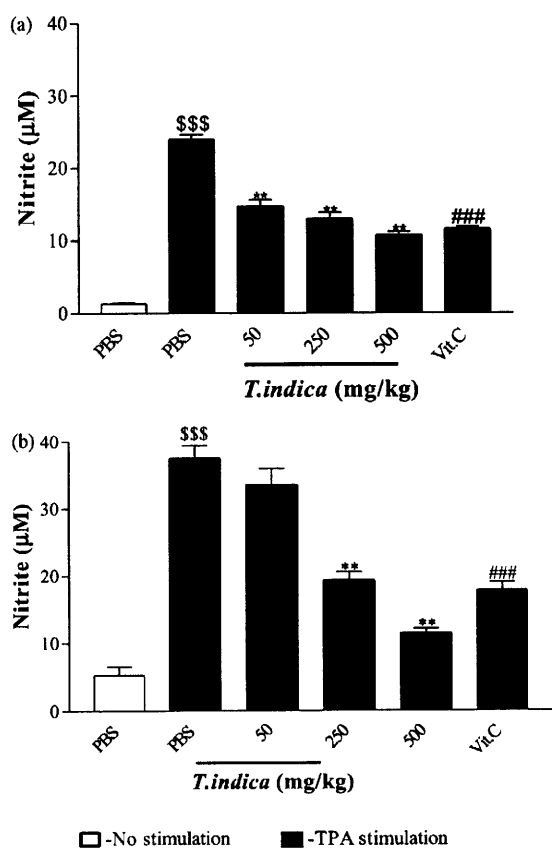 (a)
40
30
20
10
0
Nitrite (µM)
$$$
**
**
**
###
PBS
PBS
50
250
500
Vit.C
T.indica (mg/kg)
(b)
40
30
20
10
0
Nitrite (µM)
$$$
**
**
###
PBS
PBS
50
250
500
Vit.C
T.indica (mg/kg)
-No stimulation -TPA stimulation